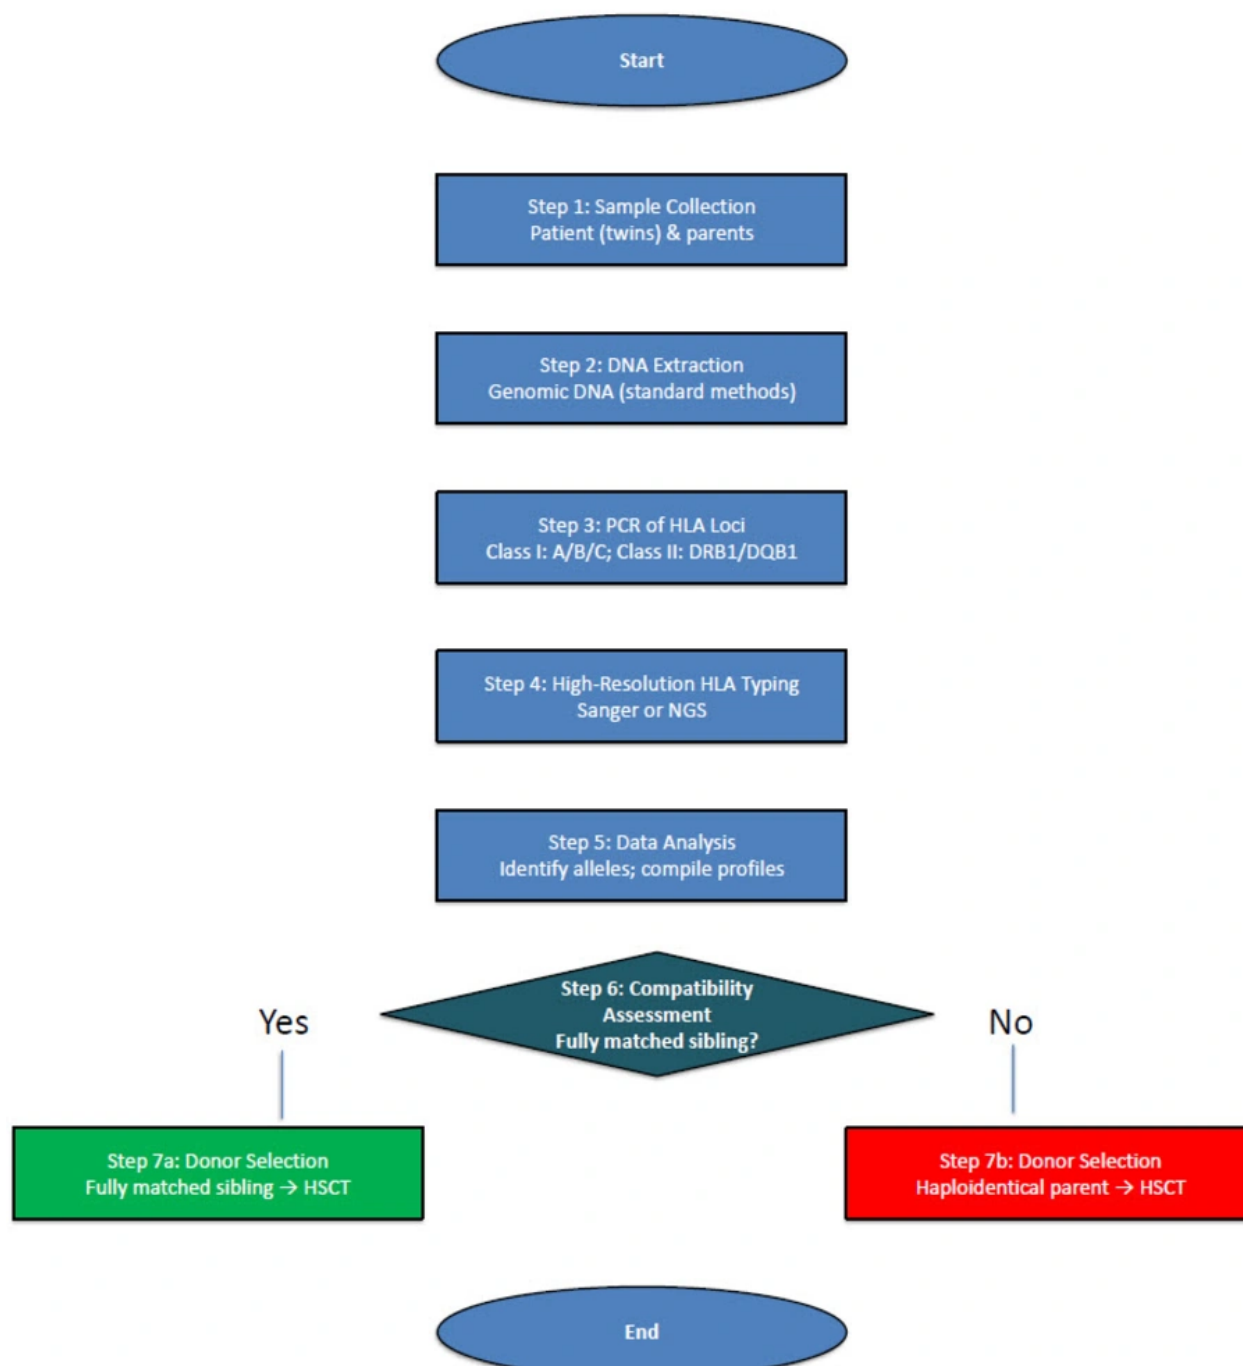 Start
Step 1: Sample Collection
Patient (twins) & parents
Step 2: DNA Extraction
Genomic DNA (standard methods)
Step 3: PCR of HLA Loci
Class I: A/B/C; Class II: DRB1/DQB1
Step 4: High-Resolution HLA Typing
Sanger or NGS
Step 5: Data Analysis
Identify alleles; compile profiles
Step 6: Compatibility
Assessment
Fully matched sibling?
Yes
No
Step 7a: Donor Selection
Fully matched sibling → HSCT
Step 7b: Donor Selection
Haploidentical parent → HSCT
End